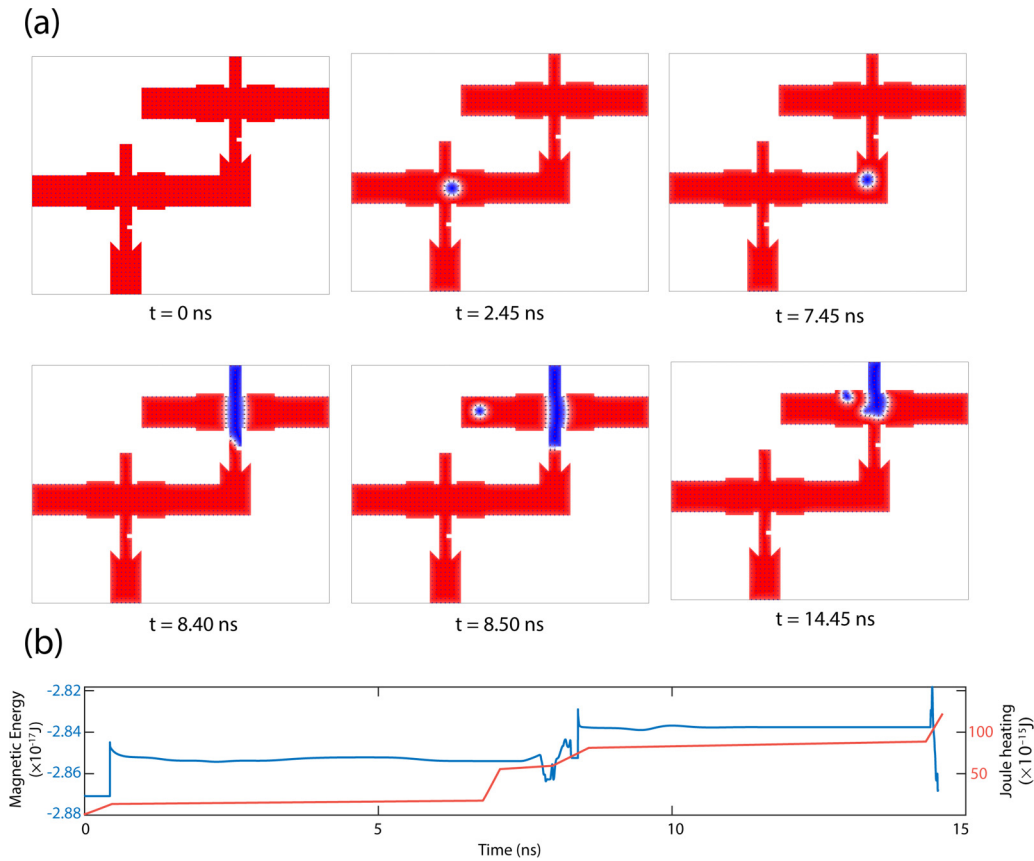 (a)
t = 0 ns
t = 2.45 ns
t = 7.45 ns
t = 8.40 ns
t = 8.50 ns
t = 14.45 ns
(b)
Magnetic Energy
(×10⁻¹⁷J)
-2.82
-2.84
-2.86
-2.88
100
50
Joule heating
(×10⁻¹⁵J)
0
5
10
15
Time (ns)